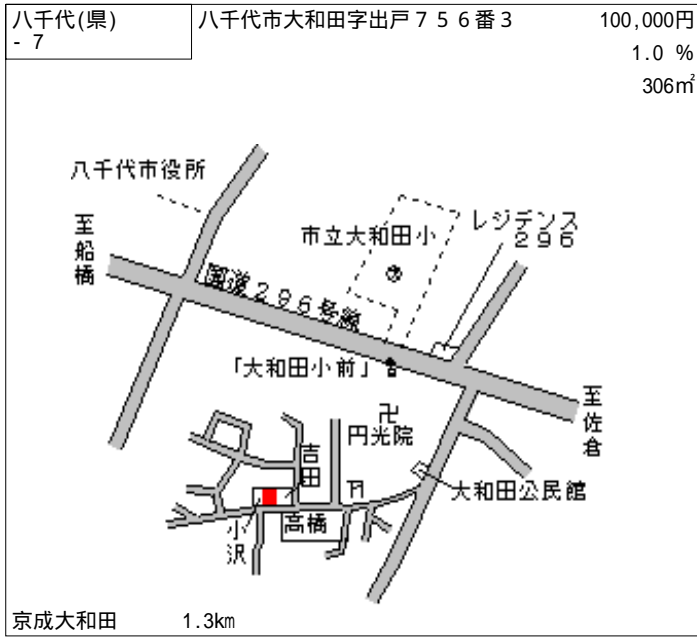 八千代(県)
- 7
八千代市大和田字出戸７５６番３
100,000円
1.0 %
306㎡
八千代市役所
至船橋
市立大和田小
レジデンス
２９６
国道２９６号線
「大和田小前」
至佐倉
卍
円光院
吉田
大和田公民館
小沢
高橋
京成大和田 1.3km